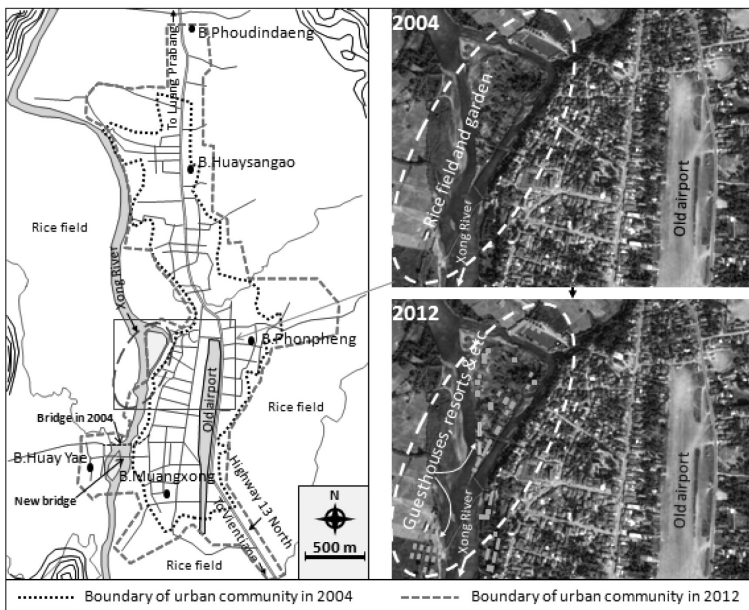 B.Phoudindaeng
To Luang Prabang
B.Huaysangao
Rice field
Xong River
B.Phonpheng
Bridge in 2004
Old airport
Rice field
B.Huay Yae
B.Muangxong
New bridge
Highway 13 North
To Vientiane
Rice field
N
500 m
2004
Rice field and garden
Xong River
Old airport
2012
Guesthouses, resorts & etc
Xong River
Old airport
Boundary of urban community in 2004
Boundary of urban community in 2012